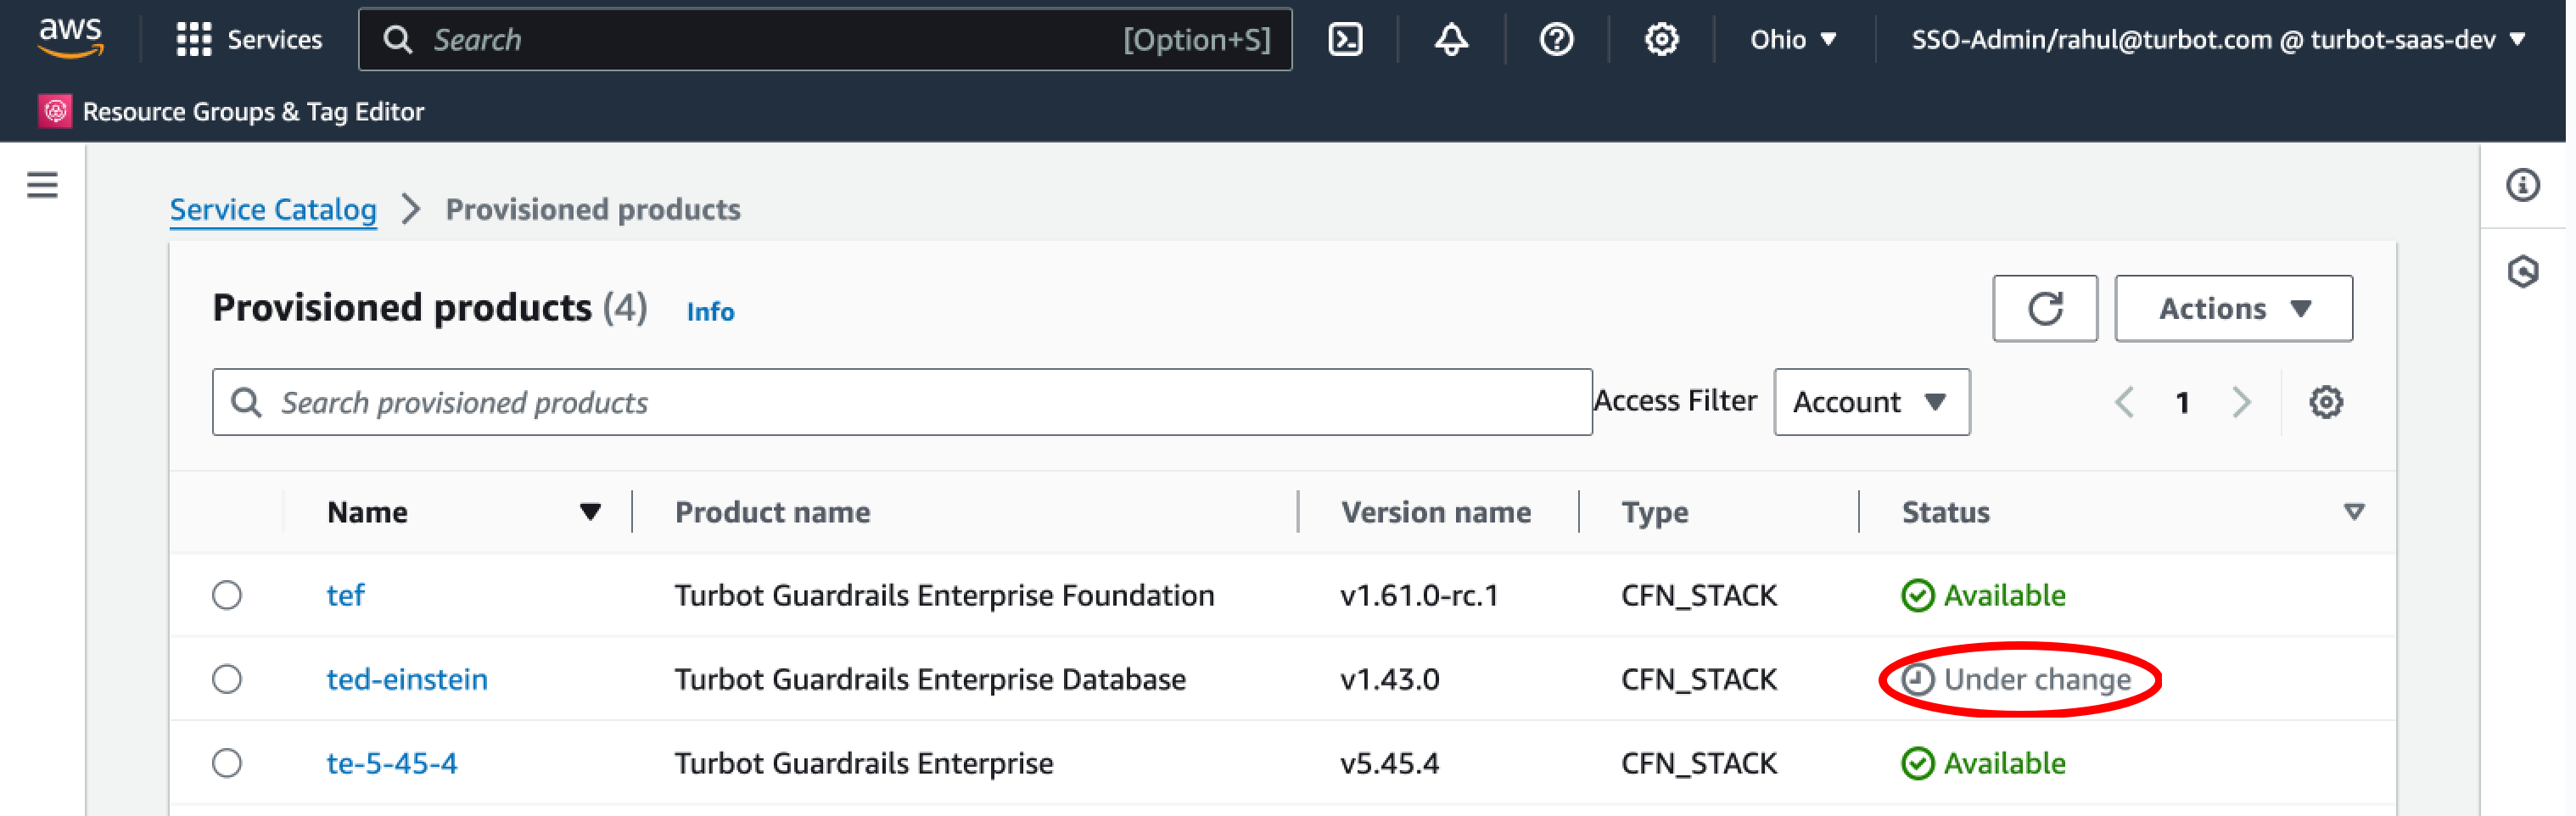 aws Services Search [Option+S] Ohio SSO-Admin/rahul@turbot.com @ turbot-saas-dev
Resource Groups & Tag Editor
Service Catalog Provisioned products
Provisioned products (4) Info Actions
Search provisioned products Access Filter Account 1
Name Product name Version name Type Status
tef Turbot Guardrails Enterprise Foundation v1.61.0-rc.1 CFN_STACK Available
ted-einstein Turbot Guardrails Enterprise Database v1.43.0 CFN_STACK Under change
te-5-45-4 Turbot Guardrails Enterprise v5.45.4 CFN_STACK Available